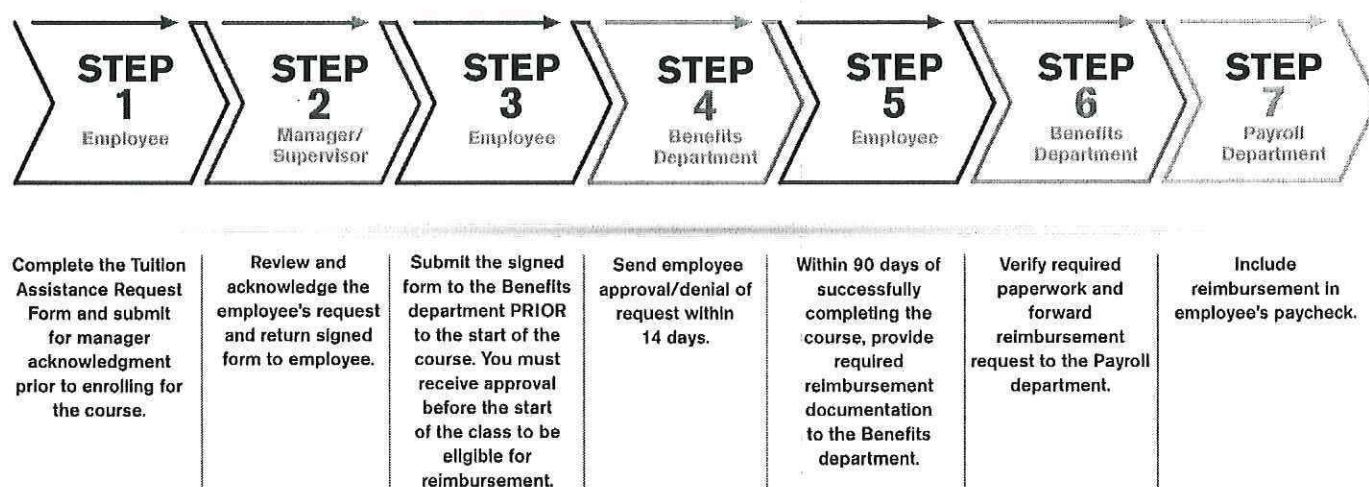 STEP
1
Employee
STEP
2
Manager/
Supervisor
STEP
3
Employee
STEP
4
Benefits
Department
STEP
5
Employee
STEP
6
Benefits
Department
STEP
7
Payroll
Department
Complete the Tuition
Assistance Request
Form and submit
for manager
acknowledgment
prior to enrolling for
the course.
Review and
acknowledge the
employee's request
and return signed
form to employee.
Submit the signed
form to the Benefits
department PRIOR
to the start of the
course. You must
receive approval
before the start
of the class to be
eligible for
reimbursement.
Send employee
approval/denial of
request within
14 days.
Within 90 days of
successfully
completing the
course, provide
required
reimbursement
documentation
to the Benefits
department.
Verify required
paperwork and
forward
reimbursement
request to the Payroll
department.
Include
reimbursement in
employee's paycheck.